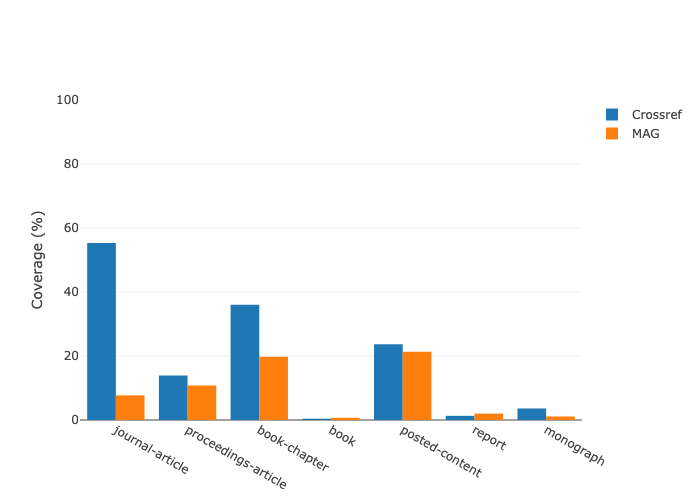 100
80
60
40
20
0
Coverage (%)
journal-article
proceedings-article
book-chapter
book
posted-content
report
monograph
Crossref
MAG